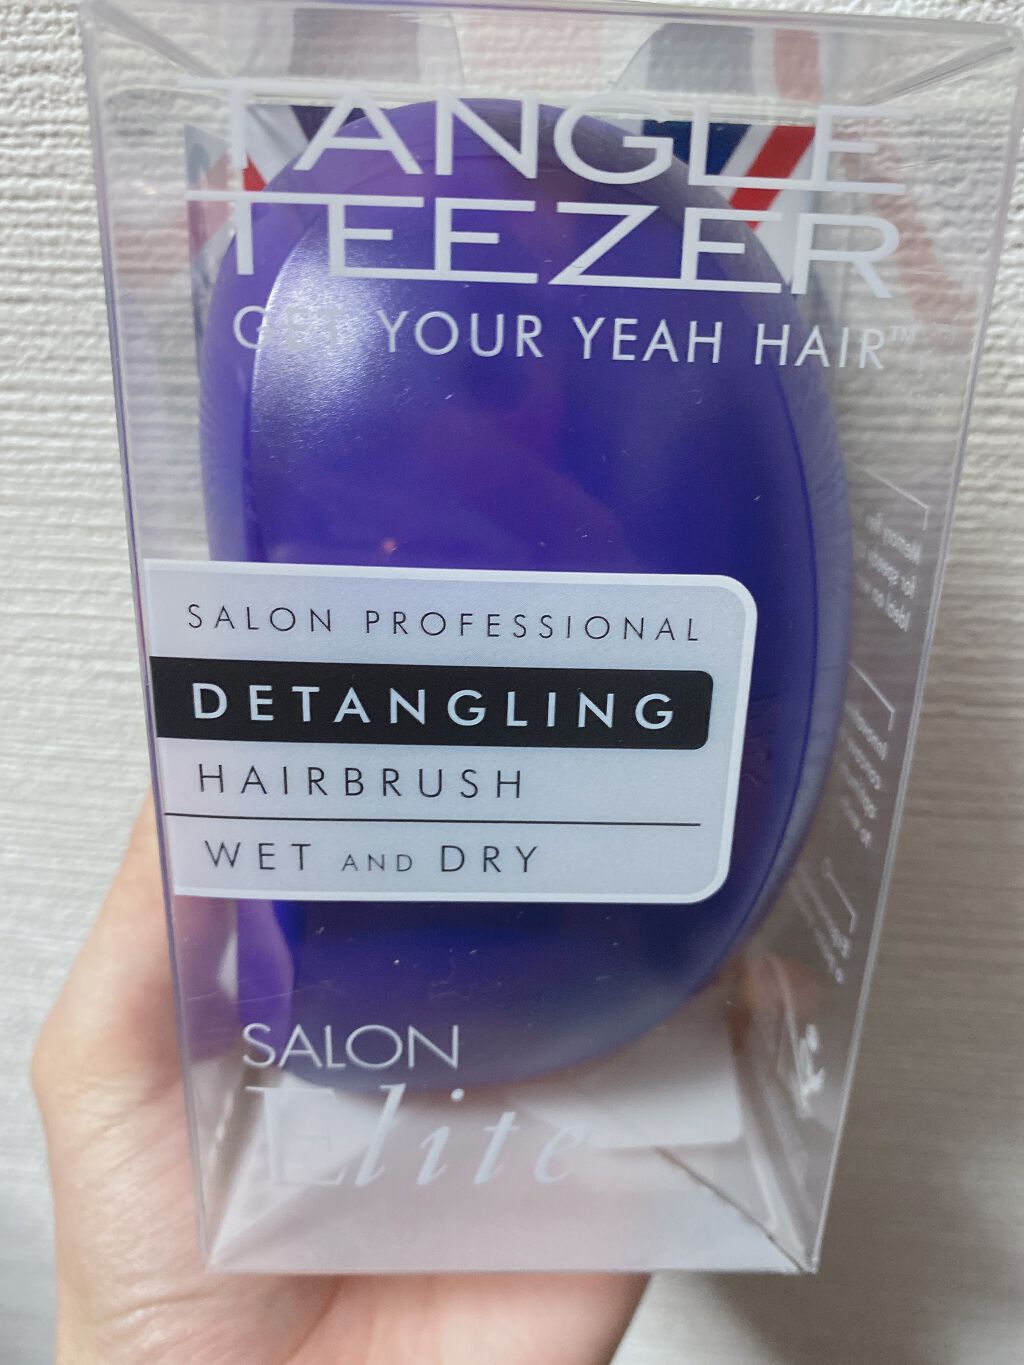 TANGLE
TEEZER
GET YOUR YEAH HAIR™
SALON PROFESSIONAL
DETANGLING
HAIRBRUSH
WET AND DRY
SALON
Elite